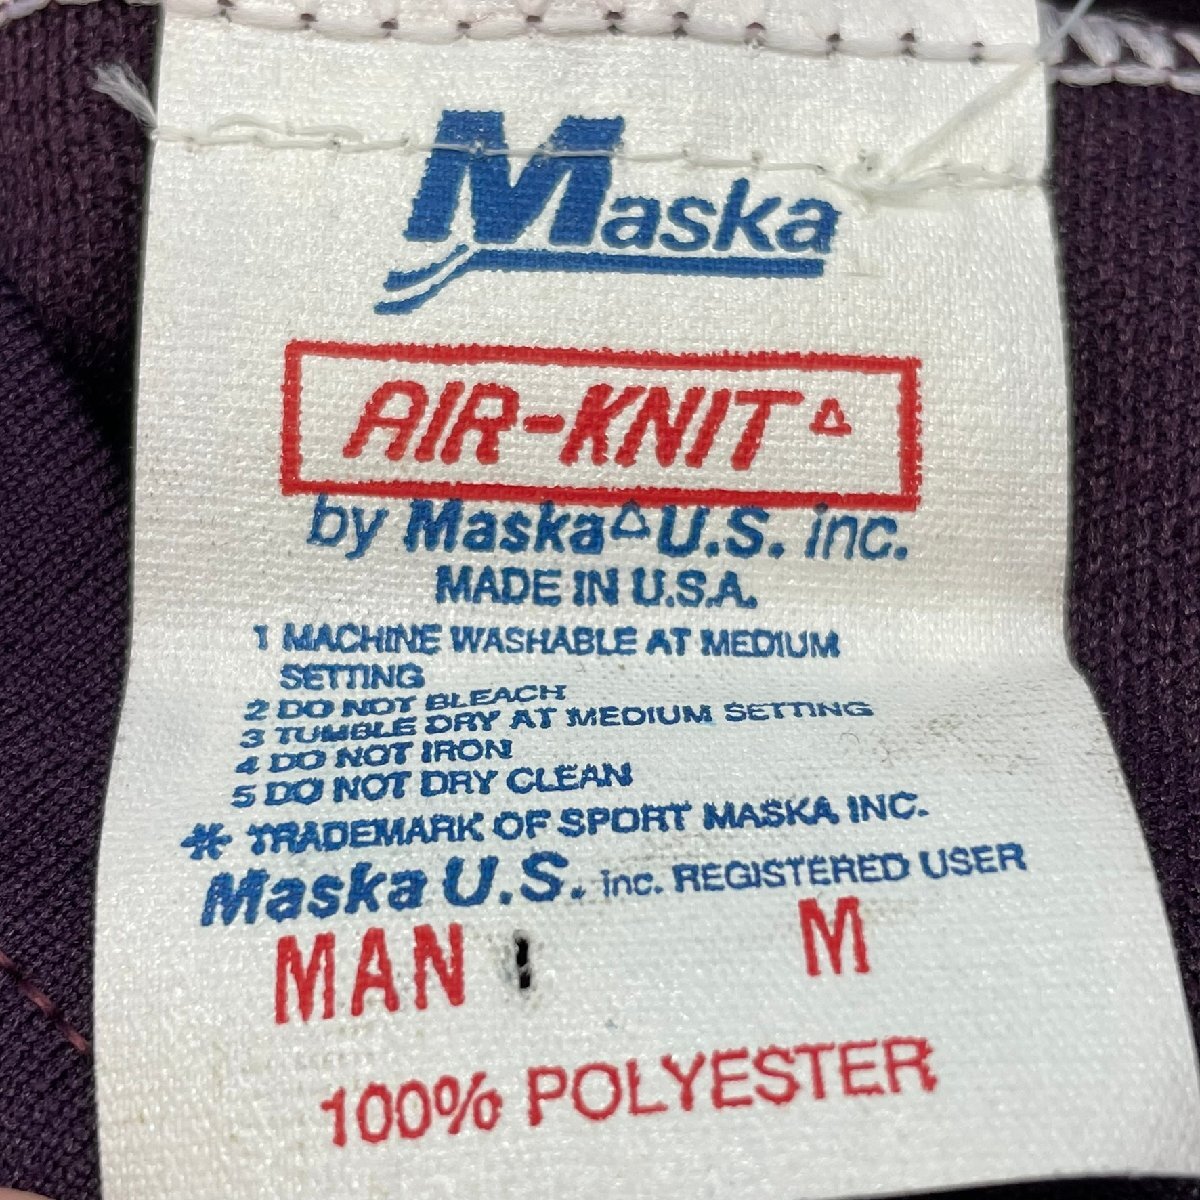 Maska
AIR-KNIT △
by Maska△ U.S. inc.
MADE IN U.S.A.
1 MACHINE WASHABLE AT MEDIUM
SETTING
2 DO NOT BLEACH
3 TUMBLE DRY AT MEDIUM SETTING
4 DO NOT IRON
5 DO NOT DRY CLEAN
* TRADEMARK OF SPORT MASKA INC.
Maska U.S. inc. REGISTERED USER
MAN M
100% POLYESTER